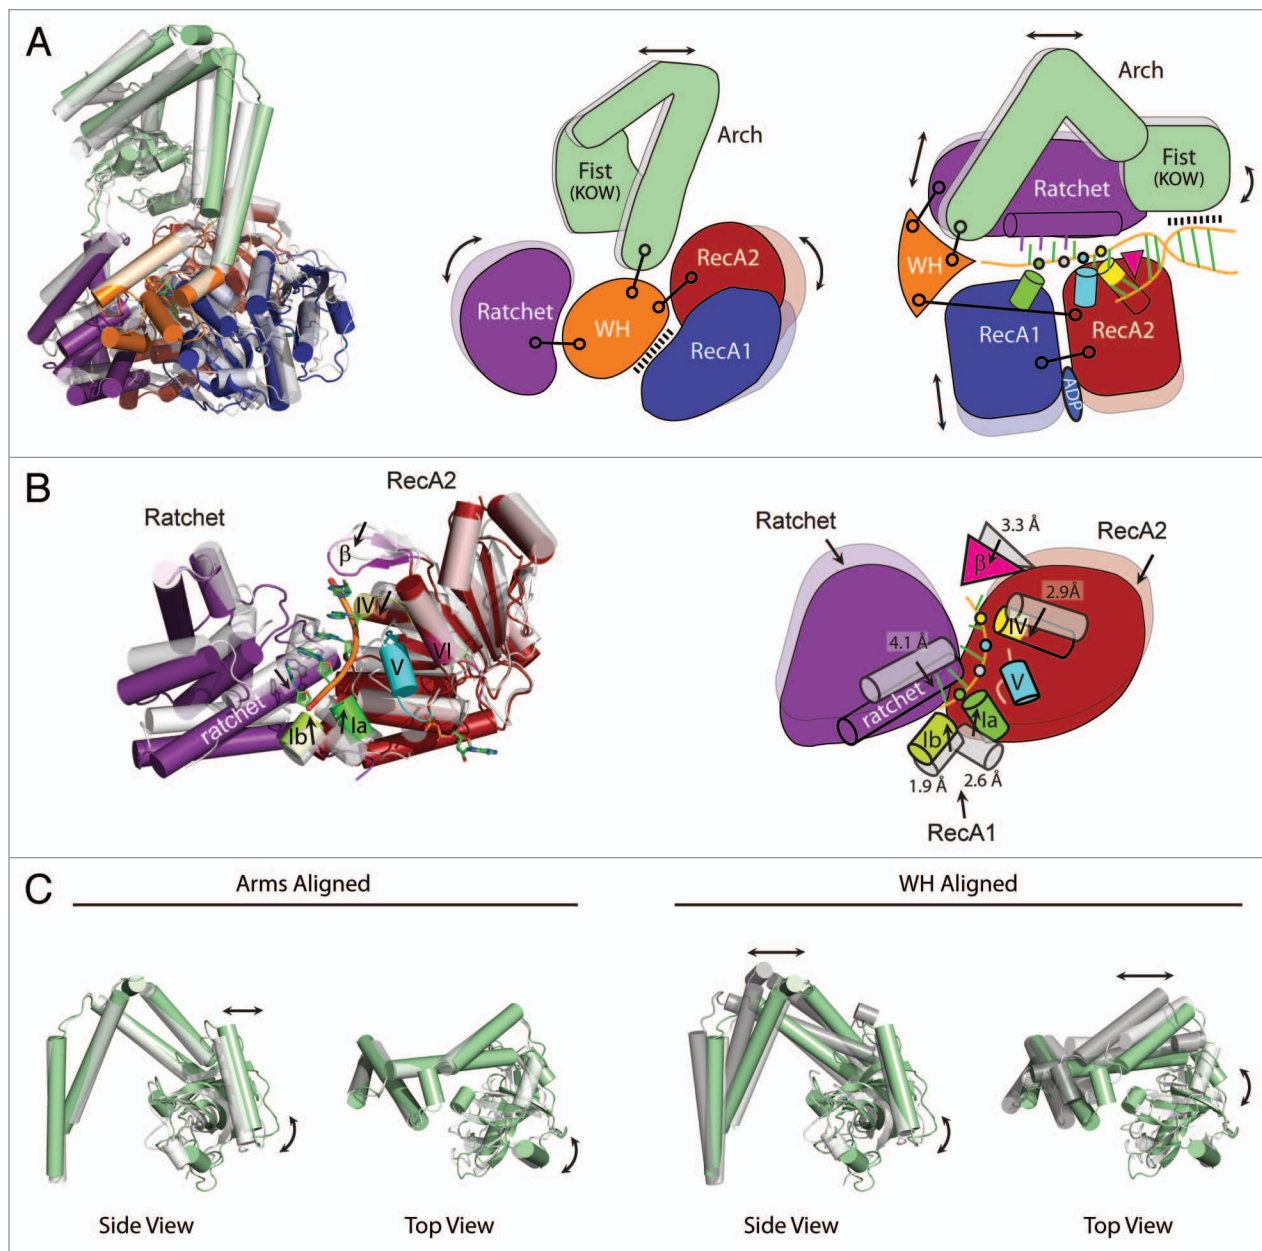 A
Arch
Fist
(KOW)
Ratchet
WH
RecA2
RecA1
Arch
Fist
(KOW)
Ratchet
WH
RecA1
RecA2
ADP
B
Ratchet
RecA2
β
IV
VI
V
ratchet
Ib
Ia
Ratchet
3.3 Å
RecA2
β
2.9Å
IV
4.1 Å
V
ratchet
Ia
Ib
1.9 Å
2.6 Å
RecA1
C
Arms Aligned
WH Aligned
Side View
Top View
Side View
Top View